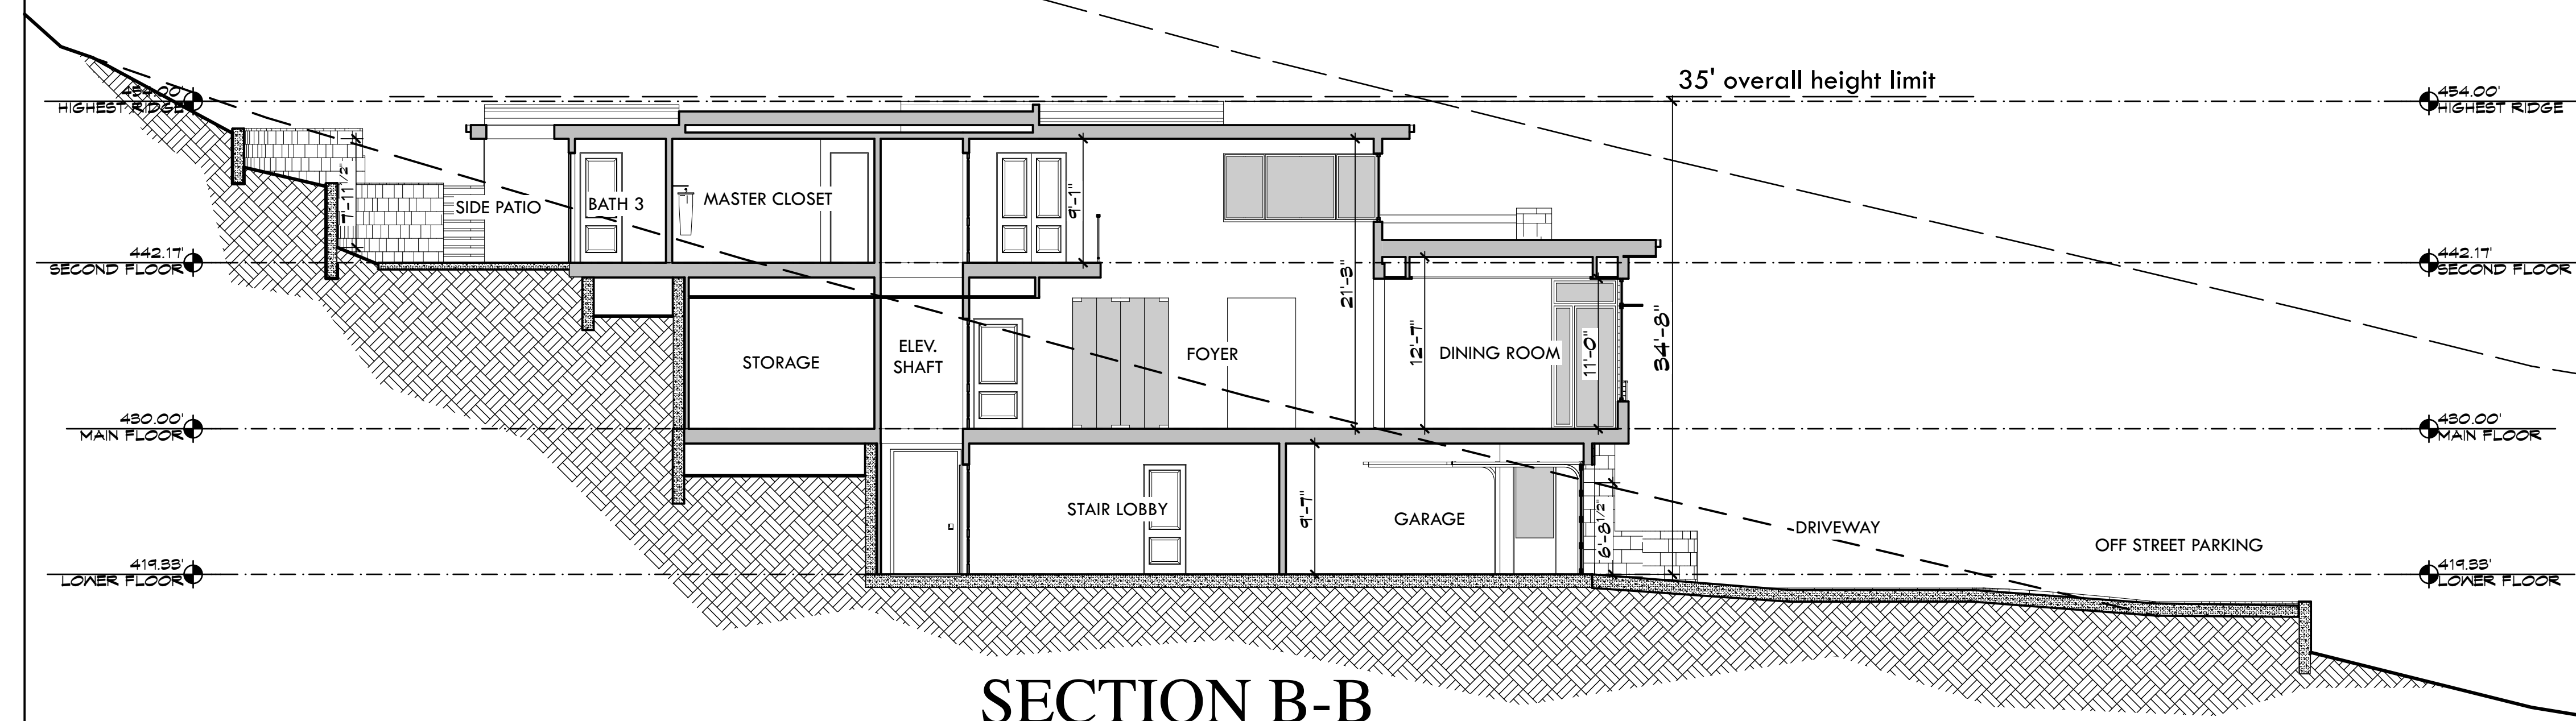 35' overall height limit
454.00'
HIGHEST RIDGE
454.00'
HIGHEST RIDGE
7'-11 1/2"
SIDE PATIO
BATH 3
MASTER CLOSET
9'-1"
442.17'
SECOND FLOOR
442.17'
SECOND FLOOR
21'-3"
34'-8"
STORAGE
ELEV.
SHAFT
FOYER
12'-7"
DINING ROOM
11'-0"
430.00'
MAIN FLOOR
430.00'
MAIN FLOOR
STAIR LOBBY
9'-7"
GARAGE
6'-8 1/2"
DRIVEWAY
OFF STREET PARKING
419.33'
LOWER FLOOR
419.33'
LOWER FLOOR
SECTION B-B